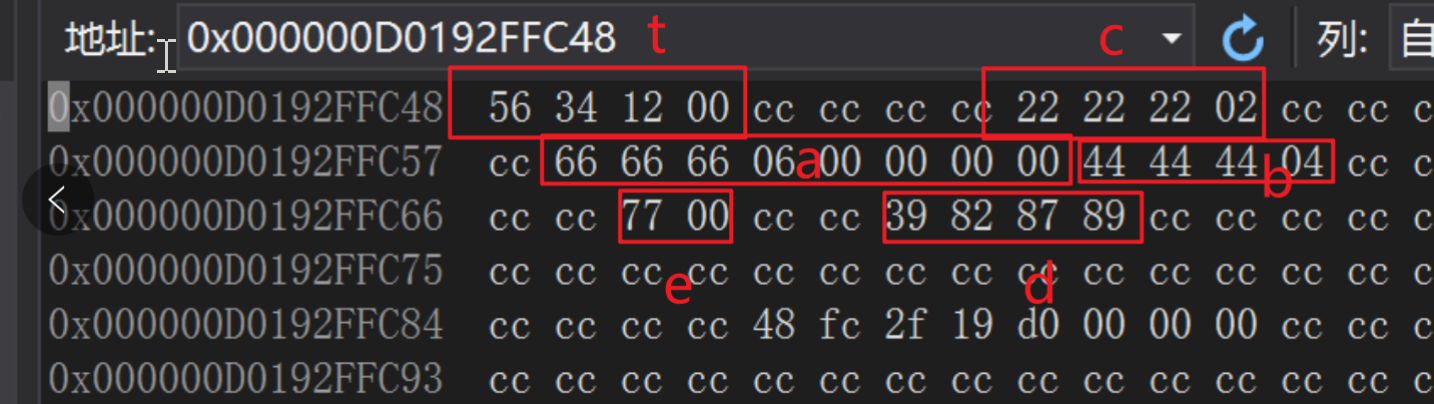 地址: 0x000000D0192FFC48 t c 列: 自
0x000000D0192FFC48 56 34 12 00 cc cc cc cc 22 22 22 02 cc cc c
0x000000D0192FFC57 cc 66 66 66 06 a 00 00 00 00 44 44 44 b 04 cc c
0x000000D0192FFC66 cc cc 77 00 cc cc 39 82 87 89 cc cc cc c
0x000000D0192FFC75 cc cc cc cc cc cc cc cc cc cc cc cc cc c
e d
0x000000D0192FFC84 cc cc cc cc 48 fc 2f 19 d0 00 00 00 cc cc c
0x000000D0192FFC93 cc cc cc cc cc cc cc cc cc cc cc cc cc cc c